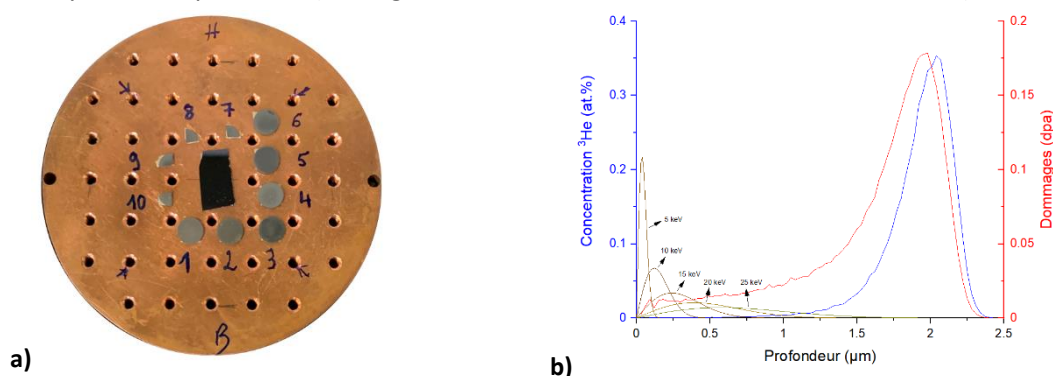 H
8
7
6
9
5
10
4
1
2
3
B
a)
0.4
0.3
0.2
0.1
0.0
Concentration ³He (at.%)
0.2
0.15
0.1
0.05
0
Dommages (dpa)
5 keV
10 keV
15 keV
20 keV
25 keV
0
0.5
1
1.5
2
2.5
Profondeur (µm)
b)